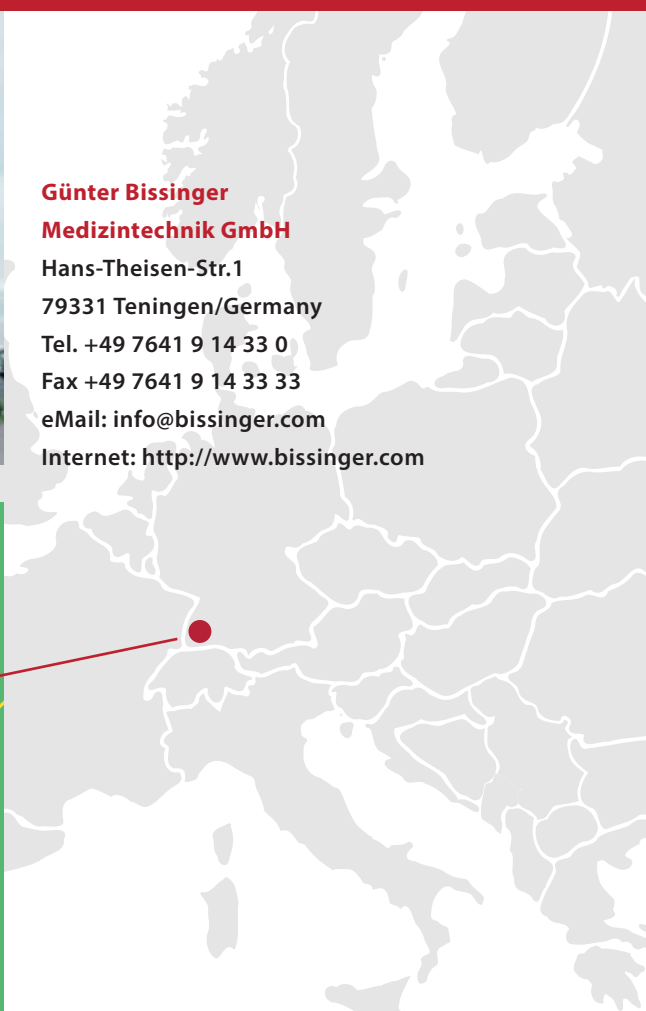 Günter Bissinger
Medizintechnik GmbH
Hans-Theisen-Str.1
79331 Teningen/Germany
Tel. +49 7641 9 14 33 0
Fax +49 7641 9 14 33 33
eMail: info@bissinger.com
Internet: http://www.bissinger.com